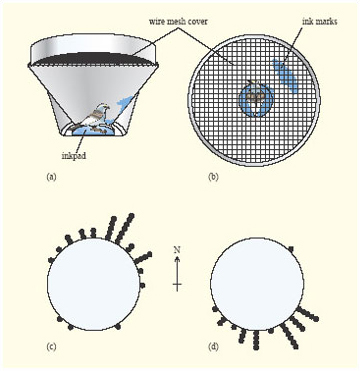 wire mesh cover
ink marks
inkpad
(a)
(b)
N
(c)
(d)